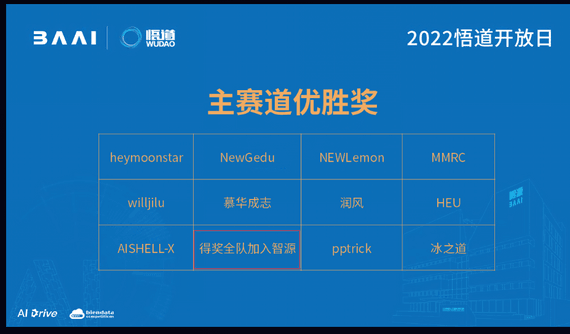 BAAI 悟道 WUDAO 2022悟道开放日
主赛道优胜奖
heymoonstar NewGedu NEWLemon MMRC
willjilu 慕华成志 润风 HEU
AISHELL-X 得奖全队加入智源 pptrick 冰之道
BAAI
AI Drive biendata